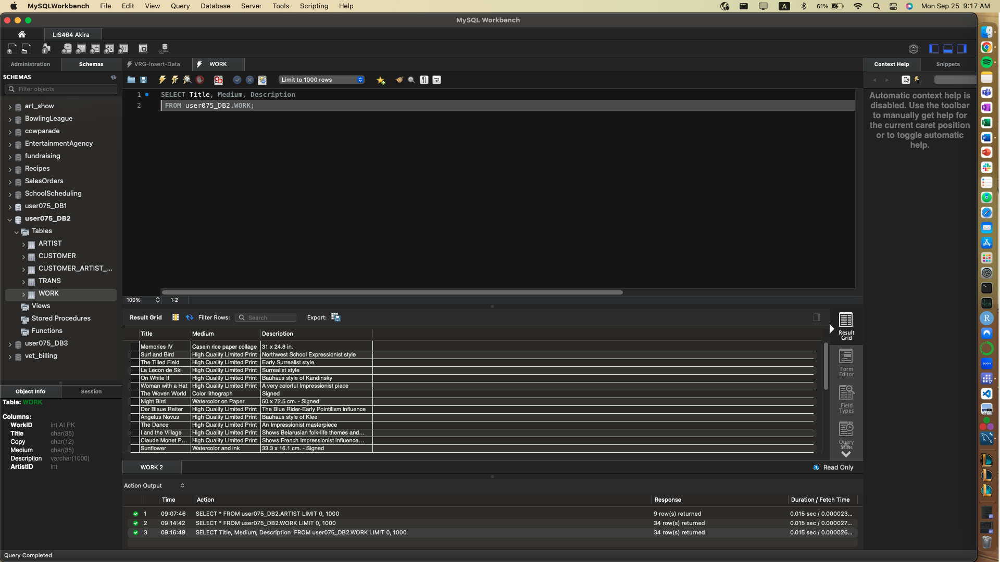 MySQLWorkbench File Edit View Query Database Server Tools Scripting Help A 61% Mon Sep 25 9:17 AM
MySQL Workbench
LIS464 Akira
Administration Schemas VRG-Insert-Data WORK Context Help Snippets
SCHEMAS
Limit to 1000 rows
Filter objects
1 SELECT Title, Medium, Description
2 FROM user075_DB2.WORK;
Automatic context help is
disabled. Use the toolbar
to manually get help for
the current caret position
or to toggle automatic
help.
art_show
BowlingLeague
cowparade
EntertainmentAgency
fundraising
Recipes
SalesOrders
SchoolScheduling
user075_DB1
user075_DB2
Tables
ARTIST
CUSTOMER
CUSTOMER_ARTIST_...
TRANS
WORK
Views
Stored Procedures
Functions
user075_DB3
vet_billing
100% 1:2
Result Grid Filter Rows: Search Export:
Title Medium Description
Memories IV Casein rice paper collage 31 x 24.8 in.
Surf and Bird High Quality Limited Print Northwest School Expressionist style
The Tilled Field High Quality Limited Print Early Surrealist style
La Lecon de Ski High Quality Limited Print Surrealist style
On White II High Quality Limited Print Bauhaus style of Kandinsky
Woman with a Hat High Quality Limited Print A very colorful Impressionist piece
The Woven World Color lithograph Signed
Night Bird Watercolor on Paper 50 x 72.5 cm. - Signed
Der Blaue Reiter High Quality Limited Print The Blue Rider-Early Pointilism influence
Angelus Novus High Quality Limited Print Bauhaus style of Klee
The Dance High Quality Limited Print An Impressionist masterpiece
I and the Village High Quality Limited Print Shows Belarusian folk-life themes and...
Claude Monet P... High Quality Limited Print Shows French Impressionist influence...
Sunflower Watercolor and ink 33.3 x 16.1 cm. - Signed
Result
Grid
Form
Editor
Field
Types
Query
Stats
Object Info Session
Table: WORK
Columns:
WorkID int AI PK
Title char(35)
Copy char(12)
Medium char(35)
Description varchar(1000)
ArtistID int
WORK 2 Read Only
Action Output
Time Action Response Duration / Fetch Time
1 09:07:46 SELECT * FROM user075_DB2.ARTIST LIMIT 0, 1000 9 row(s) returned 0.015 sec / 0.000023...
2 09:14:42 SELECT * FROM user075_DB2.WORK LIMIT 0, 1000 34 row(s) returned 0.015 sec / 0.000027...
3 09:16:49 SELECT Title, Medium, Description FROM user075_DB2.WORK LIMIT 0, 1000 34 row(s) returned 0.015 sec / 0.000026...
Query Completed
R
zoom
17